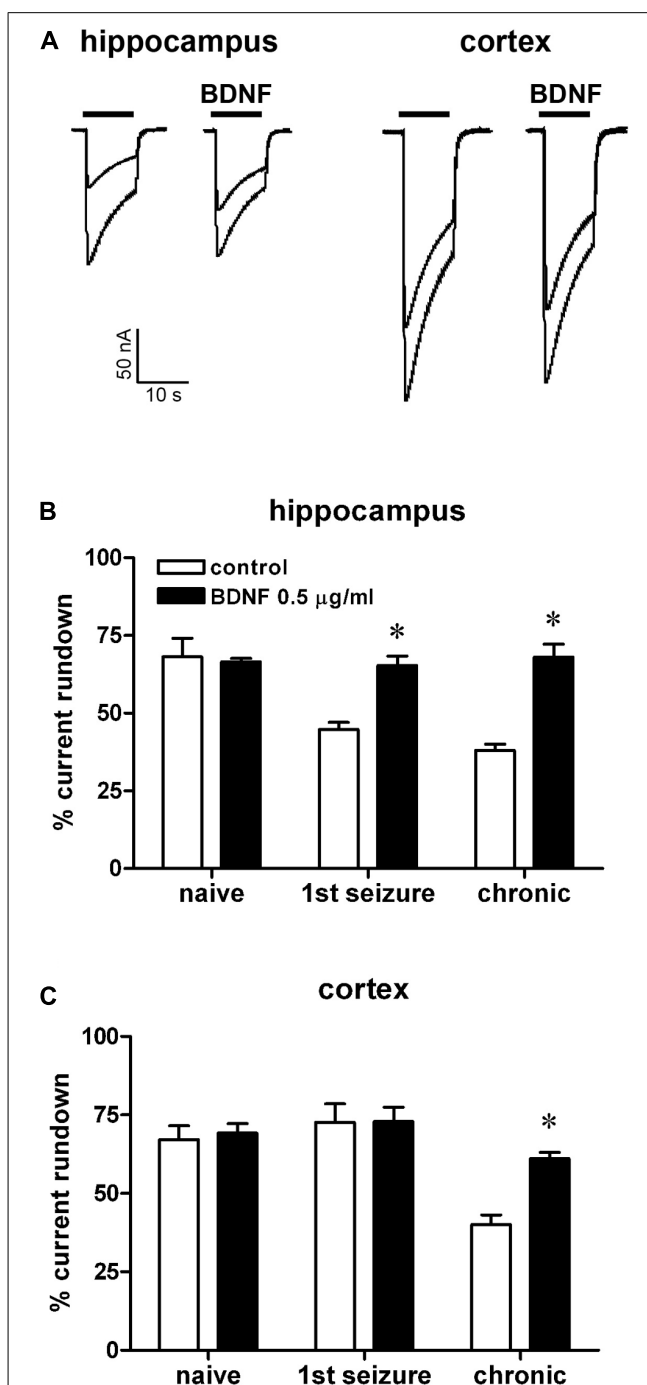 A hippocampus cortex
BDNF BDNF
50 nA
10 s
B hippocampus
% current rundown
100
75
50
25
0
control
BDNF 0.5 μg/ml
* *
naive 1st seizure chronic
C cortex
% current rundown
100
75
50
25
0
*
naive 1st seizure chronic